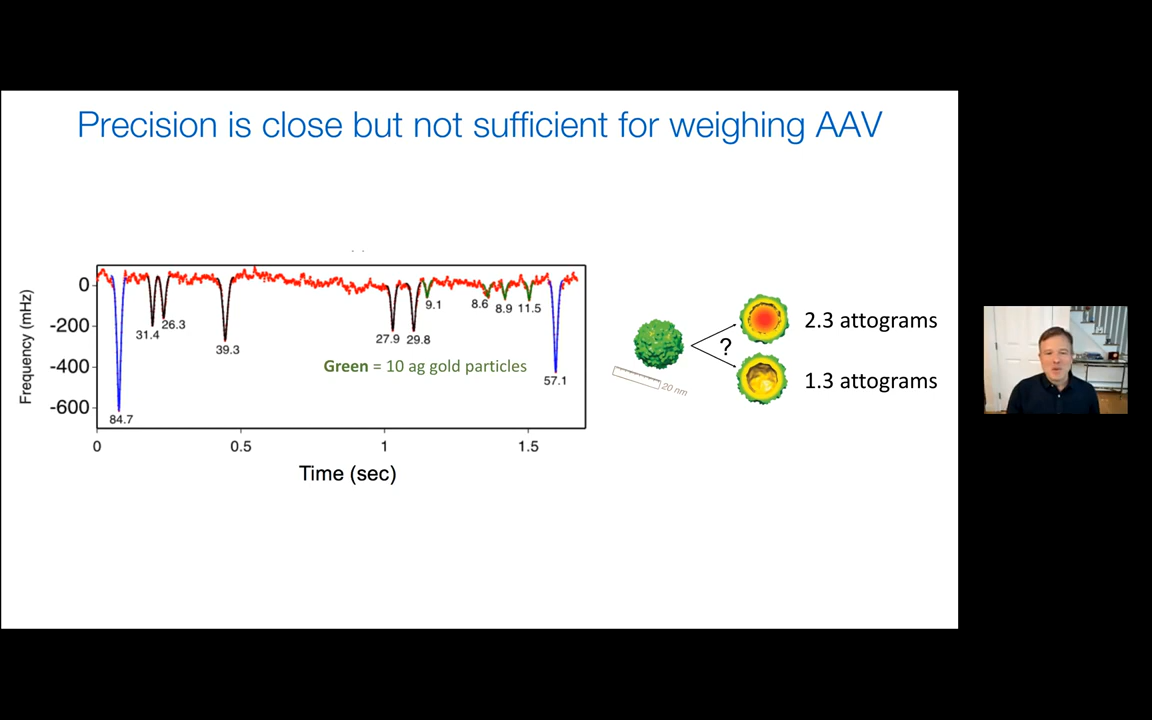 Precision is close but not sufficient for weighing AAV
Frequency (mHz)
0
-200
-400
-600
84.7
31.4
26.3
39.3
27.9
29.8
9.1
8.6
8.9
11.5
57.1
Green = 10 ag gold particles
0
0.5
1
1.5
Time (sec)
20 nm
?
2.3 attograms
1.3 attograms